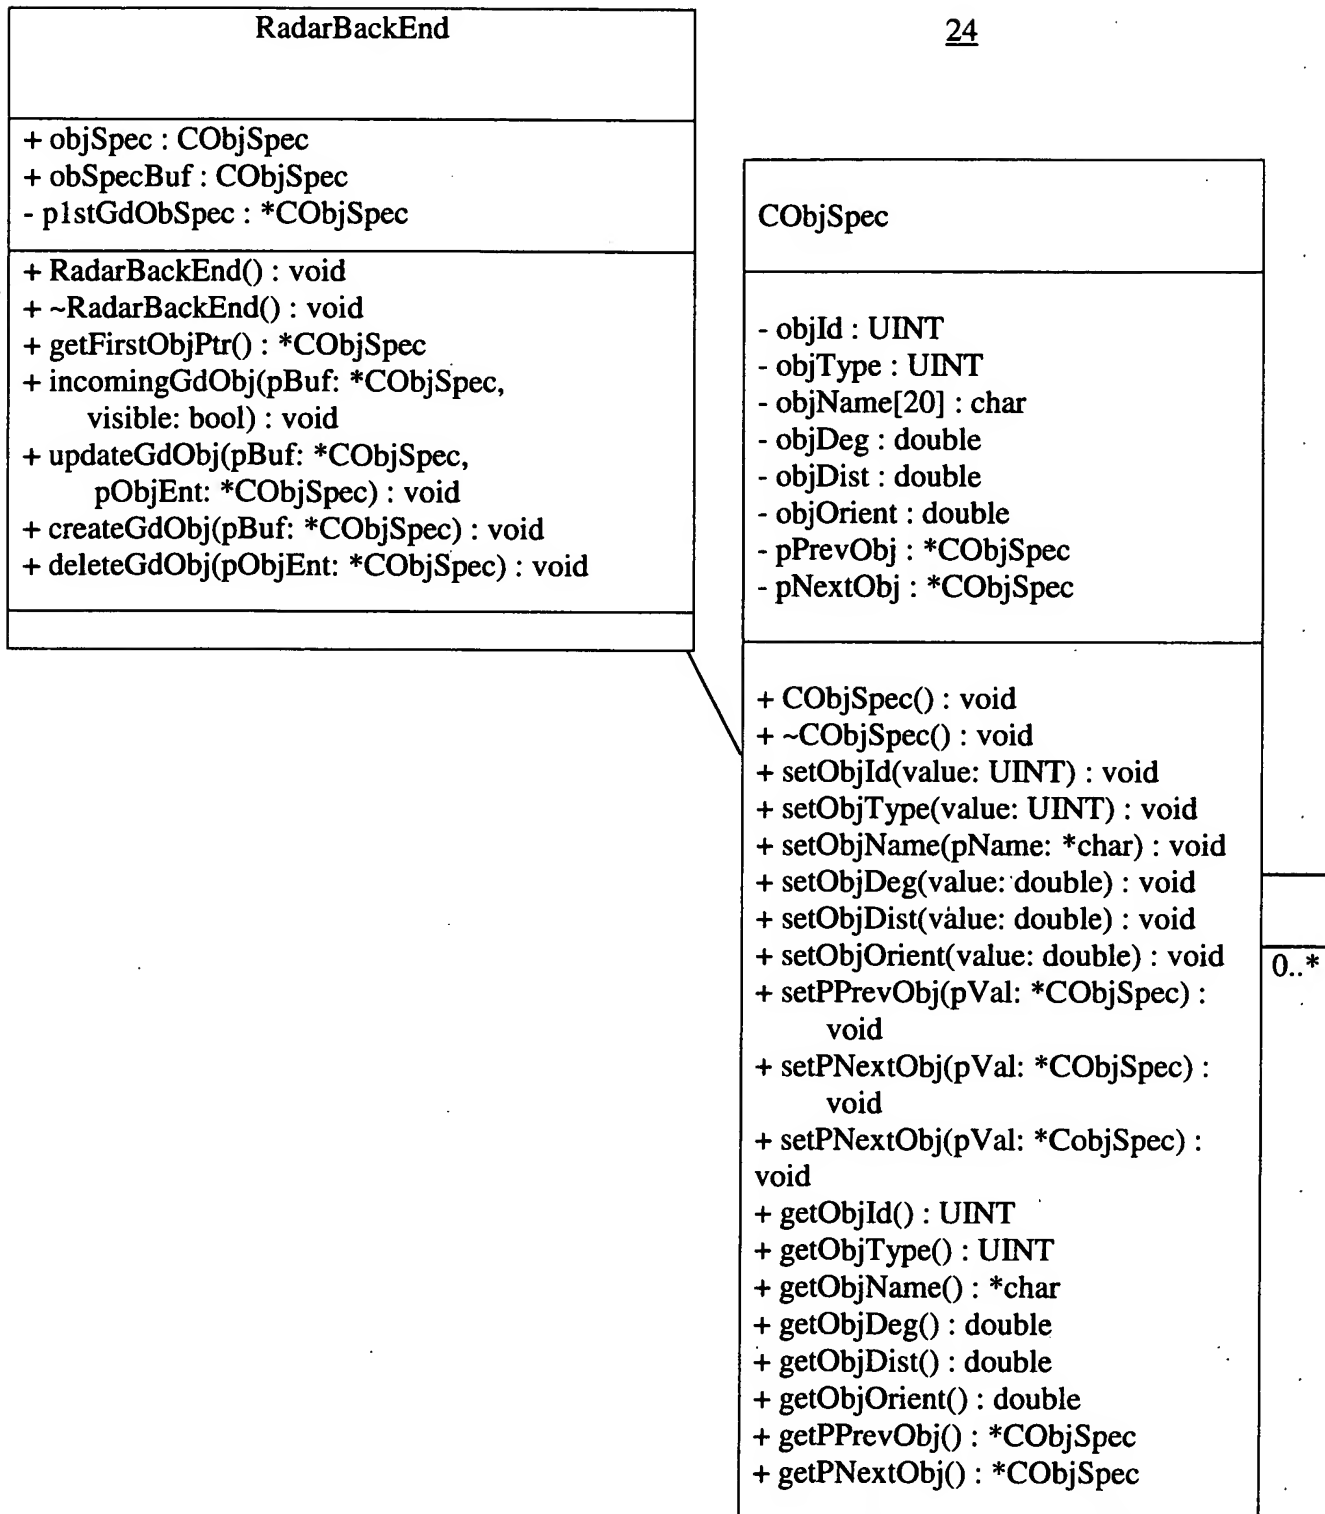 RadarBackEnd
24
+ objSpec : CObjSpec
+ obSpecBuf : CObjSpec
- p1stGdObSpec : *CObjSpec
+ RadarBackEnd() : void
+ ~RadarBackEnd() : void
+ getFirstObjPtr() : *CObjSpec
+ incomingGdObj(pBuf: *CObjSpec,
visible: bool) : void
+ updateGdObj(pBuf: *CObjSpec,
pObjEnt: *CObjSpec) : void
+ createGdObj(pBuf: *CObjSpec) : void
+ deleteGdObj(pObjEnt: *CObjSpec) : void
CObjSpec
- objId : UINT
- objType : UINT
- objName[20] : char
- objDeg : double
- objDist : double
- objOrient : double
- pPrevObj : *CObjSpec
- pNextObj : *CObjSpec
+ CObjSpec() : void
+ ~CObjSpec() : void
+ setObjId(value: UINT) : void
+ setObjType(value: UINT) : void
+ setObjName(pName: *char) : void
+ setObjDeg(value: double) : void
+ setObjDist(value: double) : void
+ setObjOrient(value: double) : void
+ setPPrevObj(pVal: *CObjSpec) :
void
+ setPNextObj(pVal: *CObjSpec) :
void
+ setPNextObj(pVal: *CobjSpec) :
void
+ getObjId() : UINT
+ getObjType() : UINT
+ getObjName() : *char
+ getObjDeg() : double
+ getObjDist() : double
+ getObjOrient() : double
+ getPPrevObj() : *CObjSpec
+ getPNextObj() : *CObjSpec
0..*